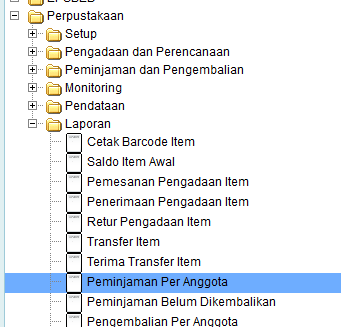 EPSBED
Perpustakaan
Setup
Pengadaan dan Perencanaan
Peminjaman dan Pengembalian
Monitoring
Pendataan
Laporan
Cetak Barcode Item
Saldo Item Awal
Pemesanan Pengadaan Item
Penerimaan Pengadaan Item
Retur Pengadaan Item
Transfer Item
Terima Transfer Item
Peminjaman Per Anggota
Peminjaman Belum Dikembalikan
Pengembalian Per Anggota